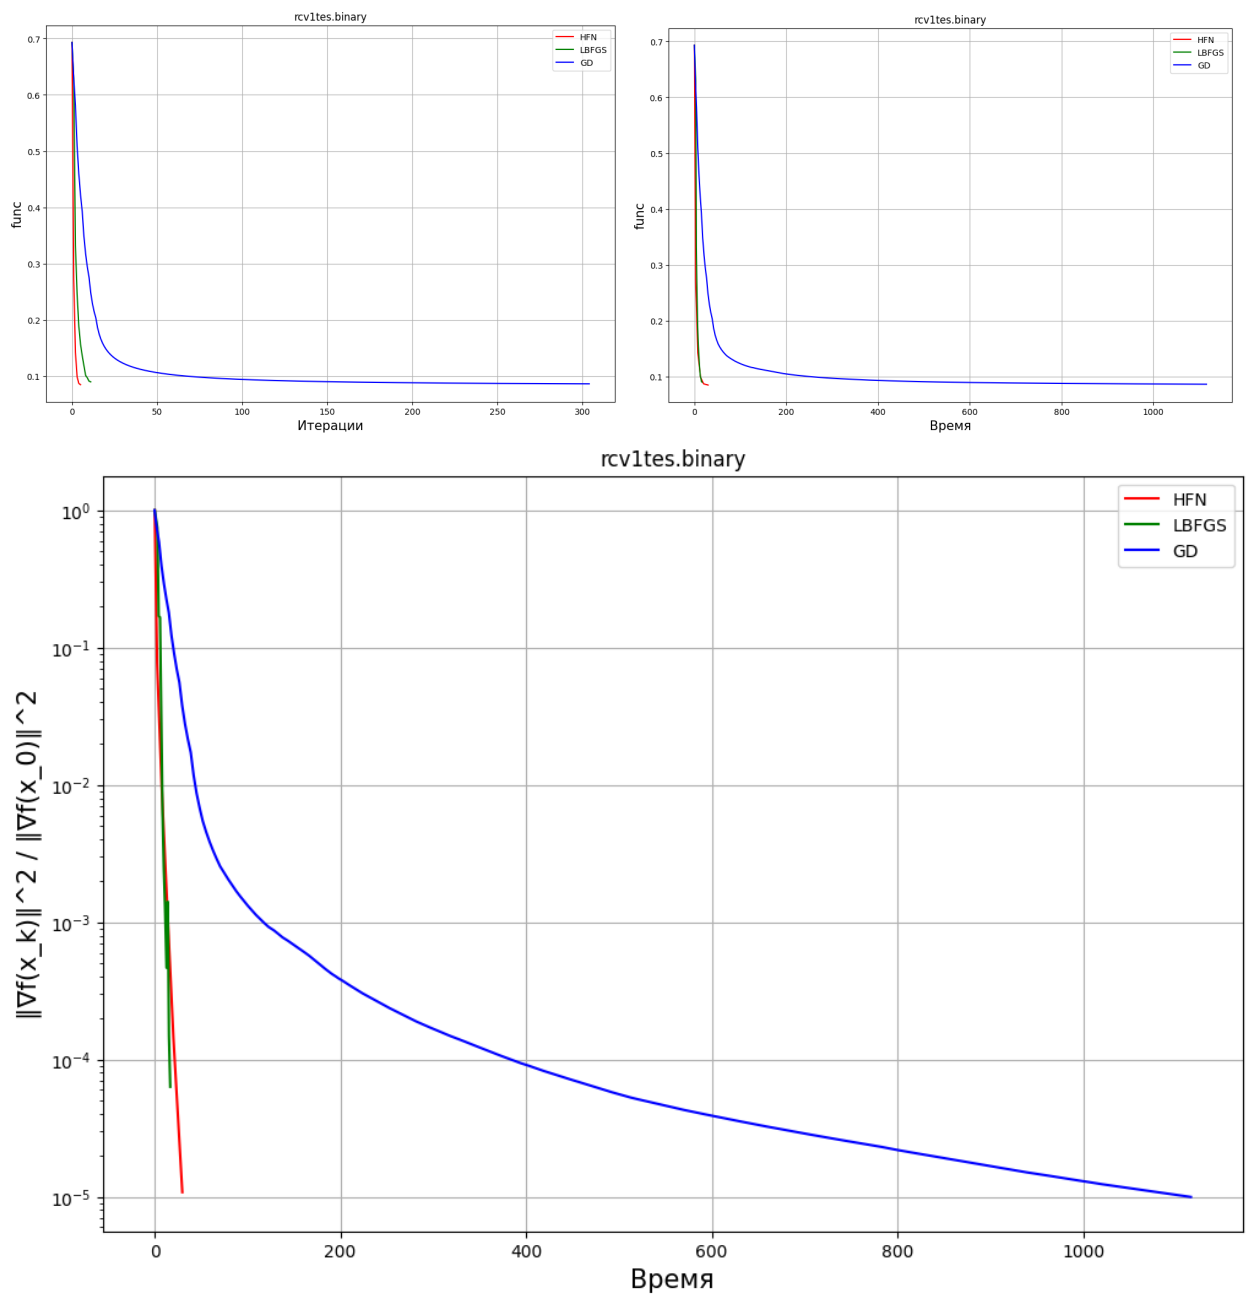 rcv1tes.binary
HFN
LBFGS
GD
func
0.7
0.6
0.5
0.4
0.3
0.2
0.1
0 50 100 150 200 250 300
Итерации
rcv1tes.binary
HFN
LBFGS
GD
func
0.7
0.6
0.5
0.4
0.3
0.2
0.1
0 200 400 600 800 1000
Время
rcv1tes.binary
HFN
LBFGS
GD
‖∇f(x_k)‖^2 / ‖∇f(x_0)‖^2
10⁰
10⁻¹
10⁻²
10⁻³
10⁻⁴
10⁻⁵
0 200 400 600 800 1000
Время